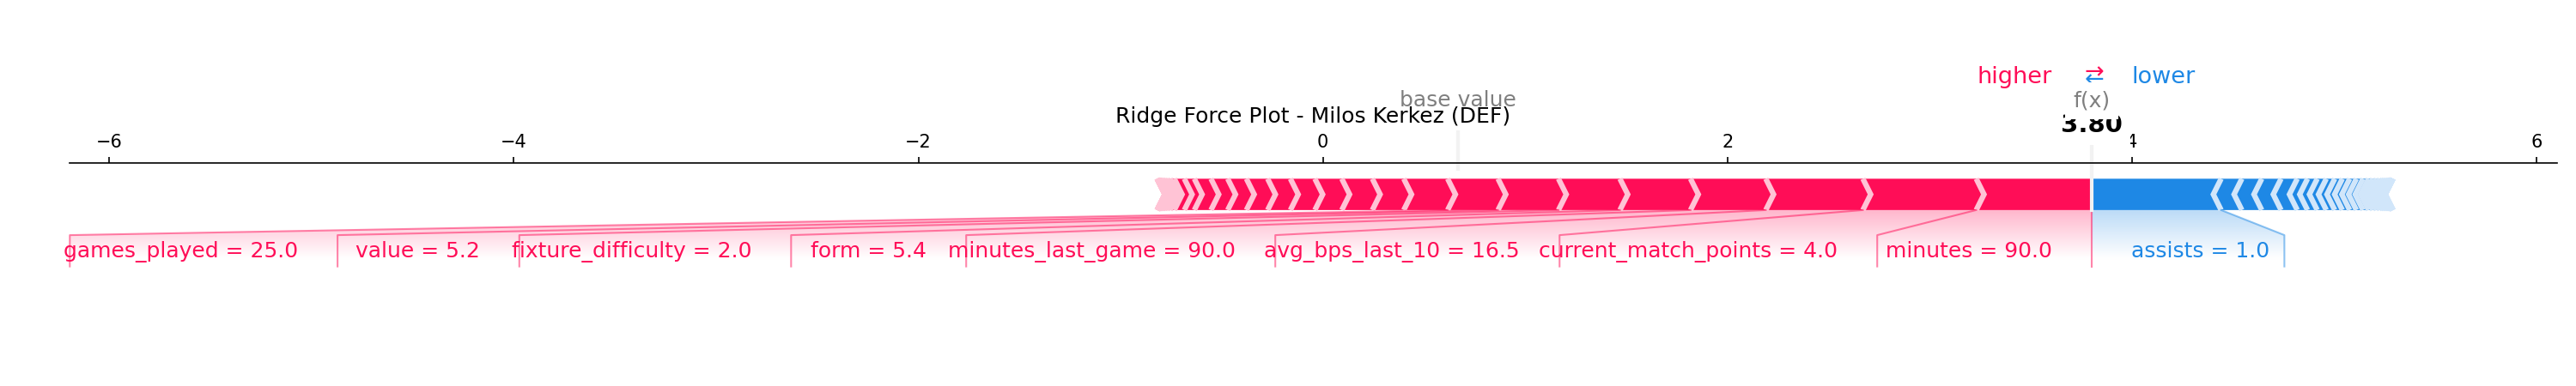 higher ⇄ lower
base value
f(x)
Ridge Force Plot - Milos Kerkez (DEF)
3.80
−6 −4 −2 0 2 4 6
games_played = 25.0 value = 5.2 fixture_difficulty = 2.0 form = 5.4 minutes_last_game = 90.0 avg_bps_last_10 = 16.5 current_match_points = 4.0 minutes = 90.0 assists = 1.0